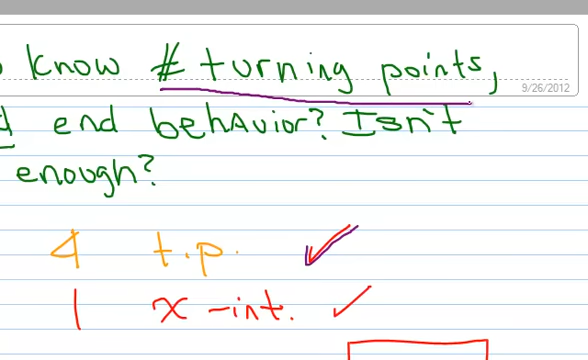 know # turning points,
9/26/2012
end behavior? Isn't
enough?
4 t.p.
1 x-int.